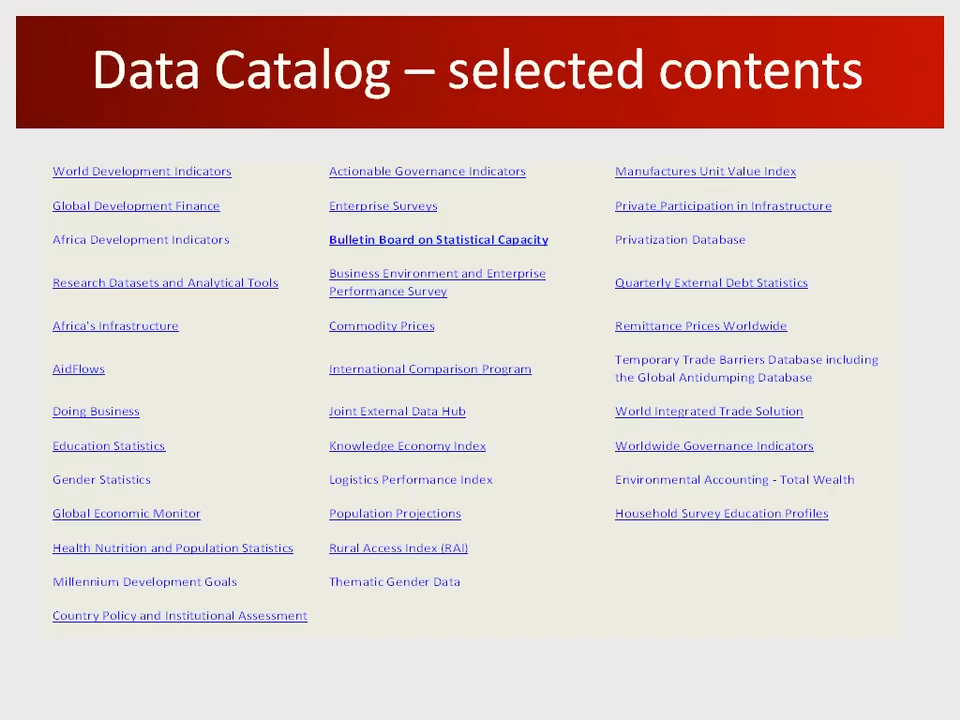 Data Catalog – selected contents
World Development Indicators
Global Development Finance
Africa Development Indicators
Research Datasets and Analytical Tools
Africa's Infrastructure
AidFlows
Doing Business
Education Statistics
Gender Statistics
Global Economic Monitor
Health Nutrition and Population Statistics
Millennium Development Goals
Country Policy and Institutional Assessment
Actionable Governance Indicators
Enterprise Surveys
Bulletin Board on Statistical Capacity
Business Environment and Enterprise
Performance Survey
Commodity Prices
International Comparison Program
Joint External Data Hub
Knowledge Economy Index
Logistics Performance Index
Population Projections
Rural Access Index (RAI)
Thematic Gender Data
Manufactures Unit Value Index
Private Participation in Infrastructure
Privatization Database
Quarterly External Debt Statistics
Remittance Prices Worldwide
Temporary Trade Barriers Database including
the Global Antidumping Database
World Integrated Trade Solution
Worldwide Governance Indicators
Environmental Accounting - Total Wealth
Household Survey Education Profiles